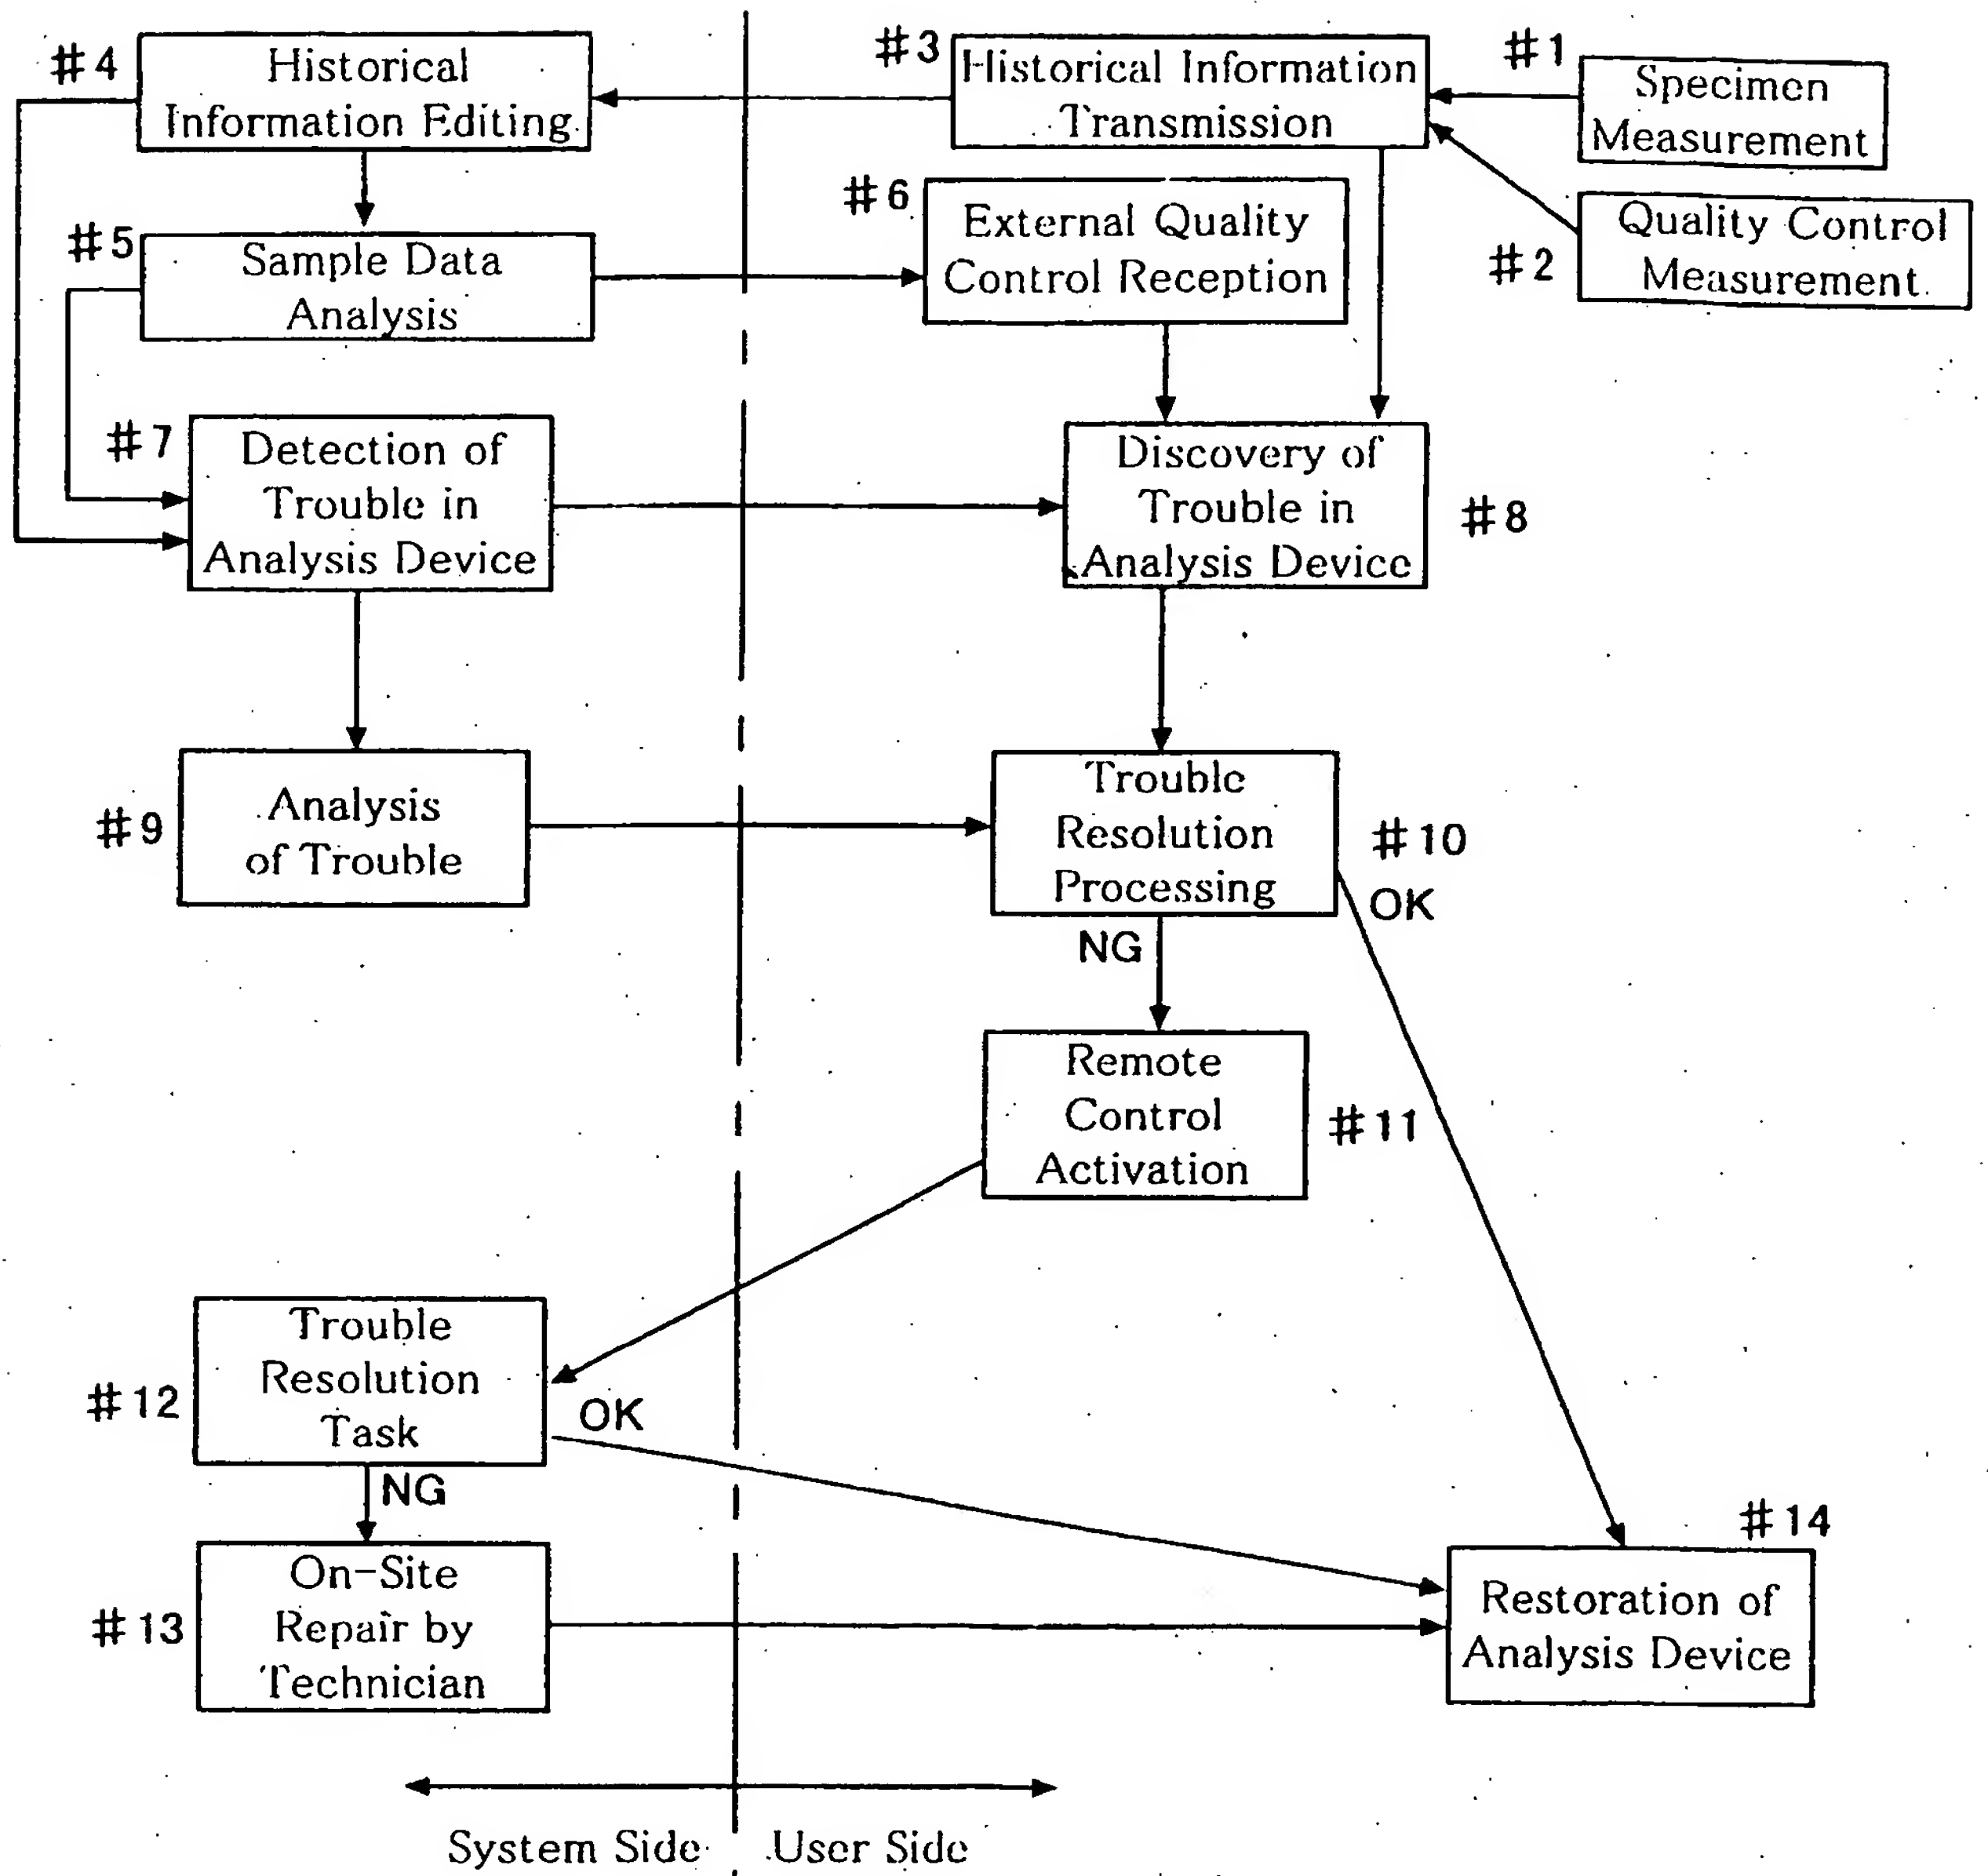 #4
Historical
Information Editing
#3
Historical Information
Transmission
#1
Specimen
Measurement
#6
External Quality
Control Reception
#2
Quality Control
Measurement
#5
Sample Data
Analysis
#7
Detection of
Trouble in
Analysis Device
Discovery of
Trouble in
Analysis Device
#8
#9
Analysis
of Trouble
Trouble
Resolution
Processing
#10
OK
NG
Remote
Control
Activation
#11
#12
Trouble
Resolution
Task
OK
NG
#13
On-Site
Repair by
Technician
#14
Restoration of
Analysis Device
System Side
User Side